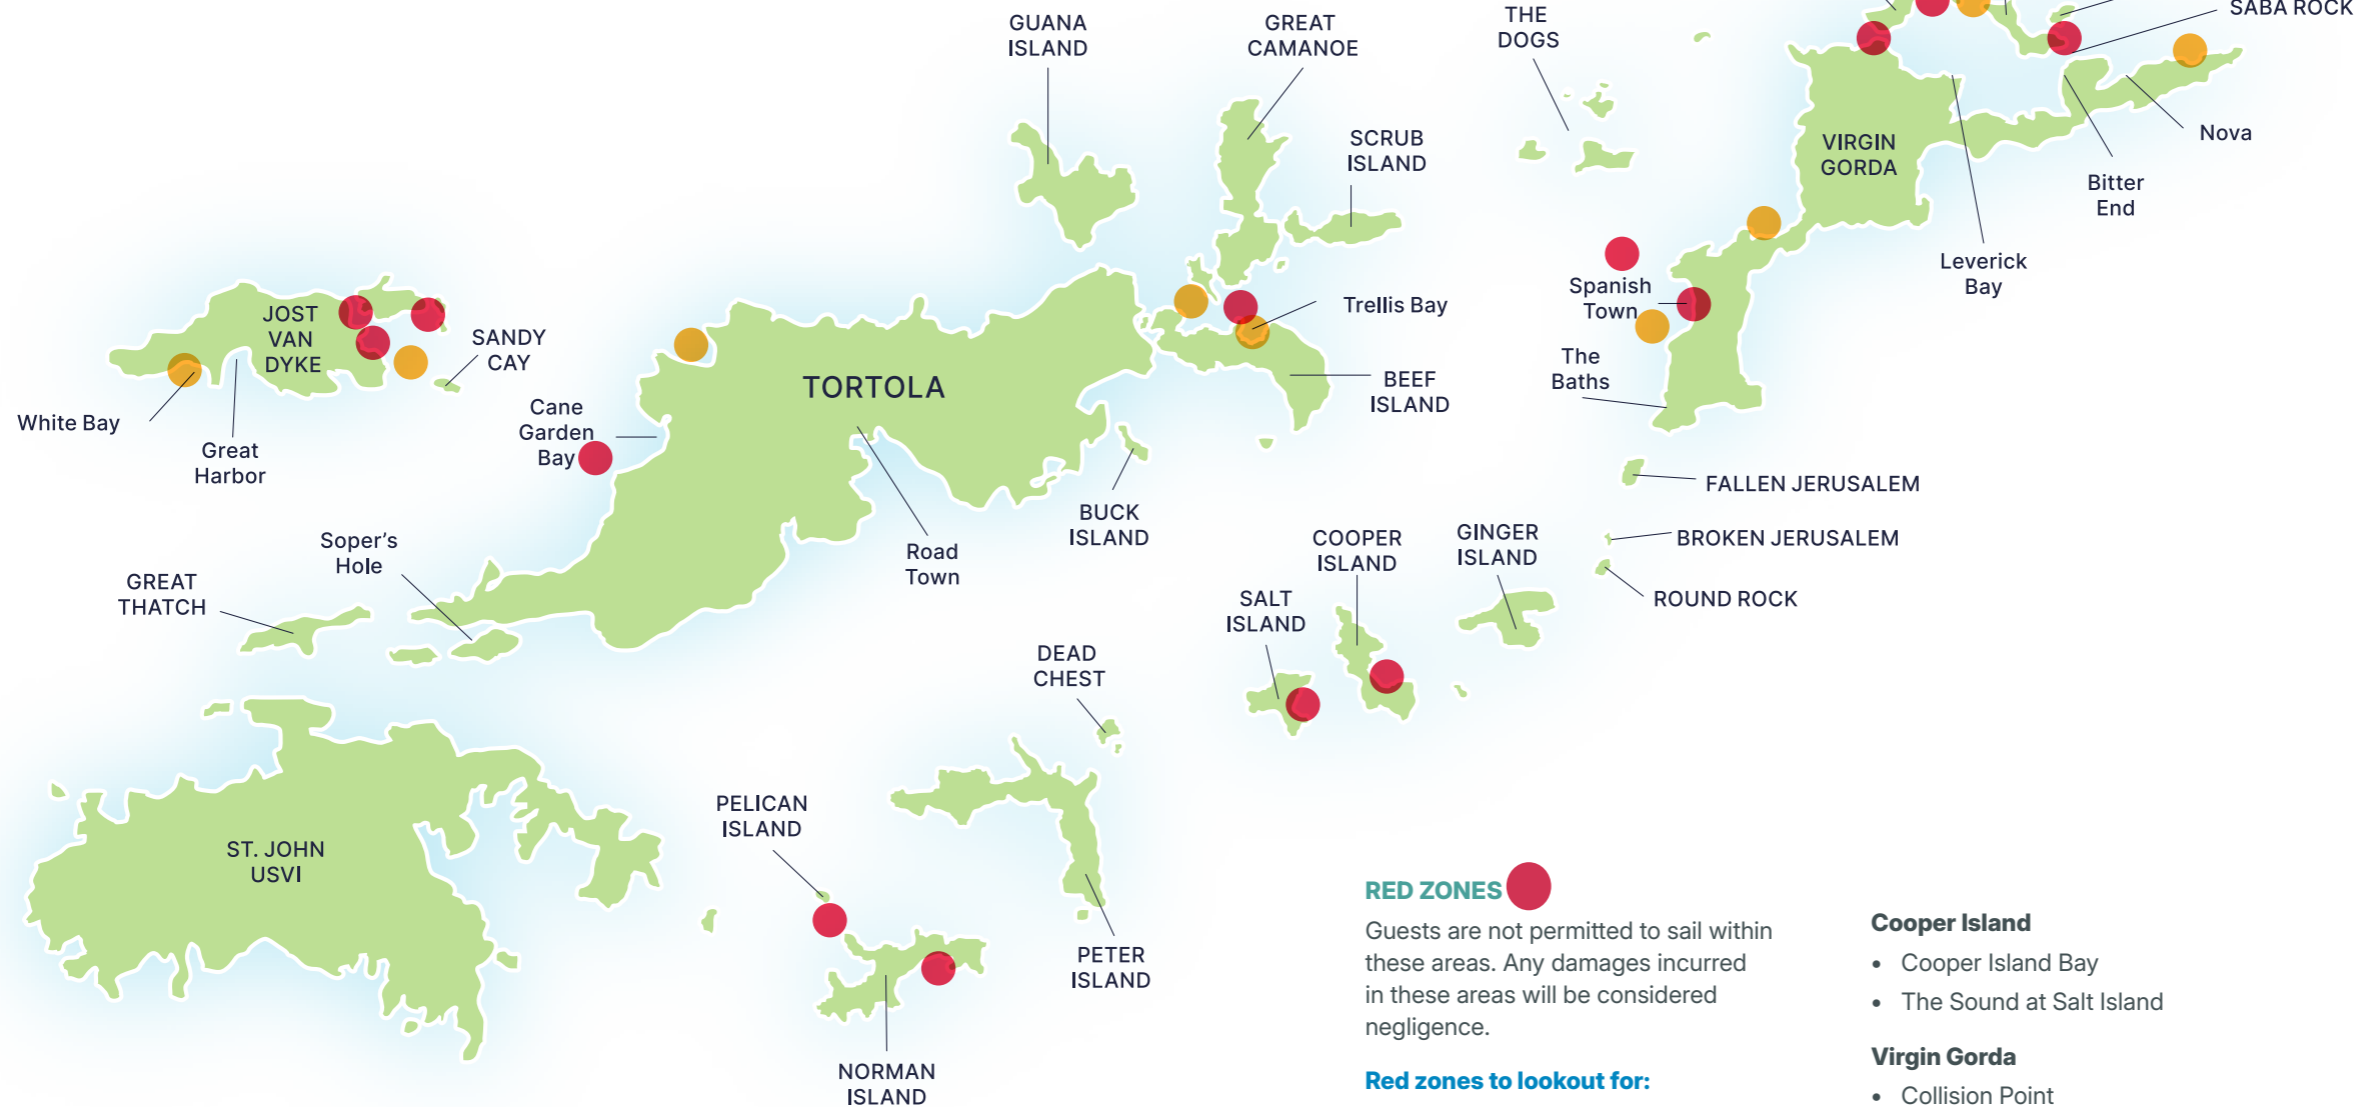 GUANA
ISLAND
GREAT
CAMANOE
THE
DOGS
SABA ROCK
SCRUB
ISLAND
VIRGIN
GORDA
Nova
Bitter
End
Leverick
Bay
Spanish
Town
Trellis Bay
The
Baths
BEEF
ISLAND
JOST
VAN
DYKE
SANDY
CAY
White Bay
Great
Harbor
Cane
Garden
Bay
TORTOLA
BUCK
ISLAND
Road
Town
Soper's
Hole
GREAT
THATCH
FALLEN JERUSALEM
BROKEN JERUSALEM
ROUND ROCK
COOPER
ISLAND
GINGER
ISLAND
SALT
ISLAND
DEAD
CHEST
PELICAN
ISLAND
ST. JOHN
USVI
PETER
ISLAND
NORMAN
ISLAND
RED ZONES
Guests are not permitted to sail within
these areas. Any damages incurred
in these areas will be considered
negligence.
Red zones to lookout for:
Cooper Island
• Cooper Island Bay
• The Sound at Salt Island
Virgin Gorda
• Collision Point